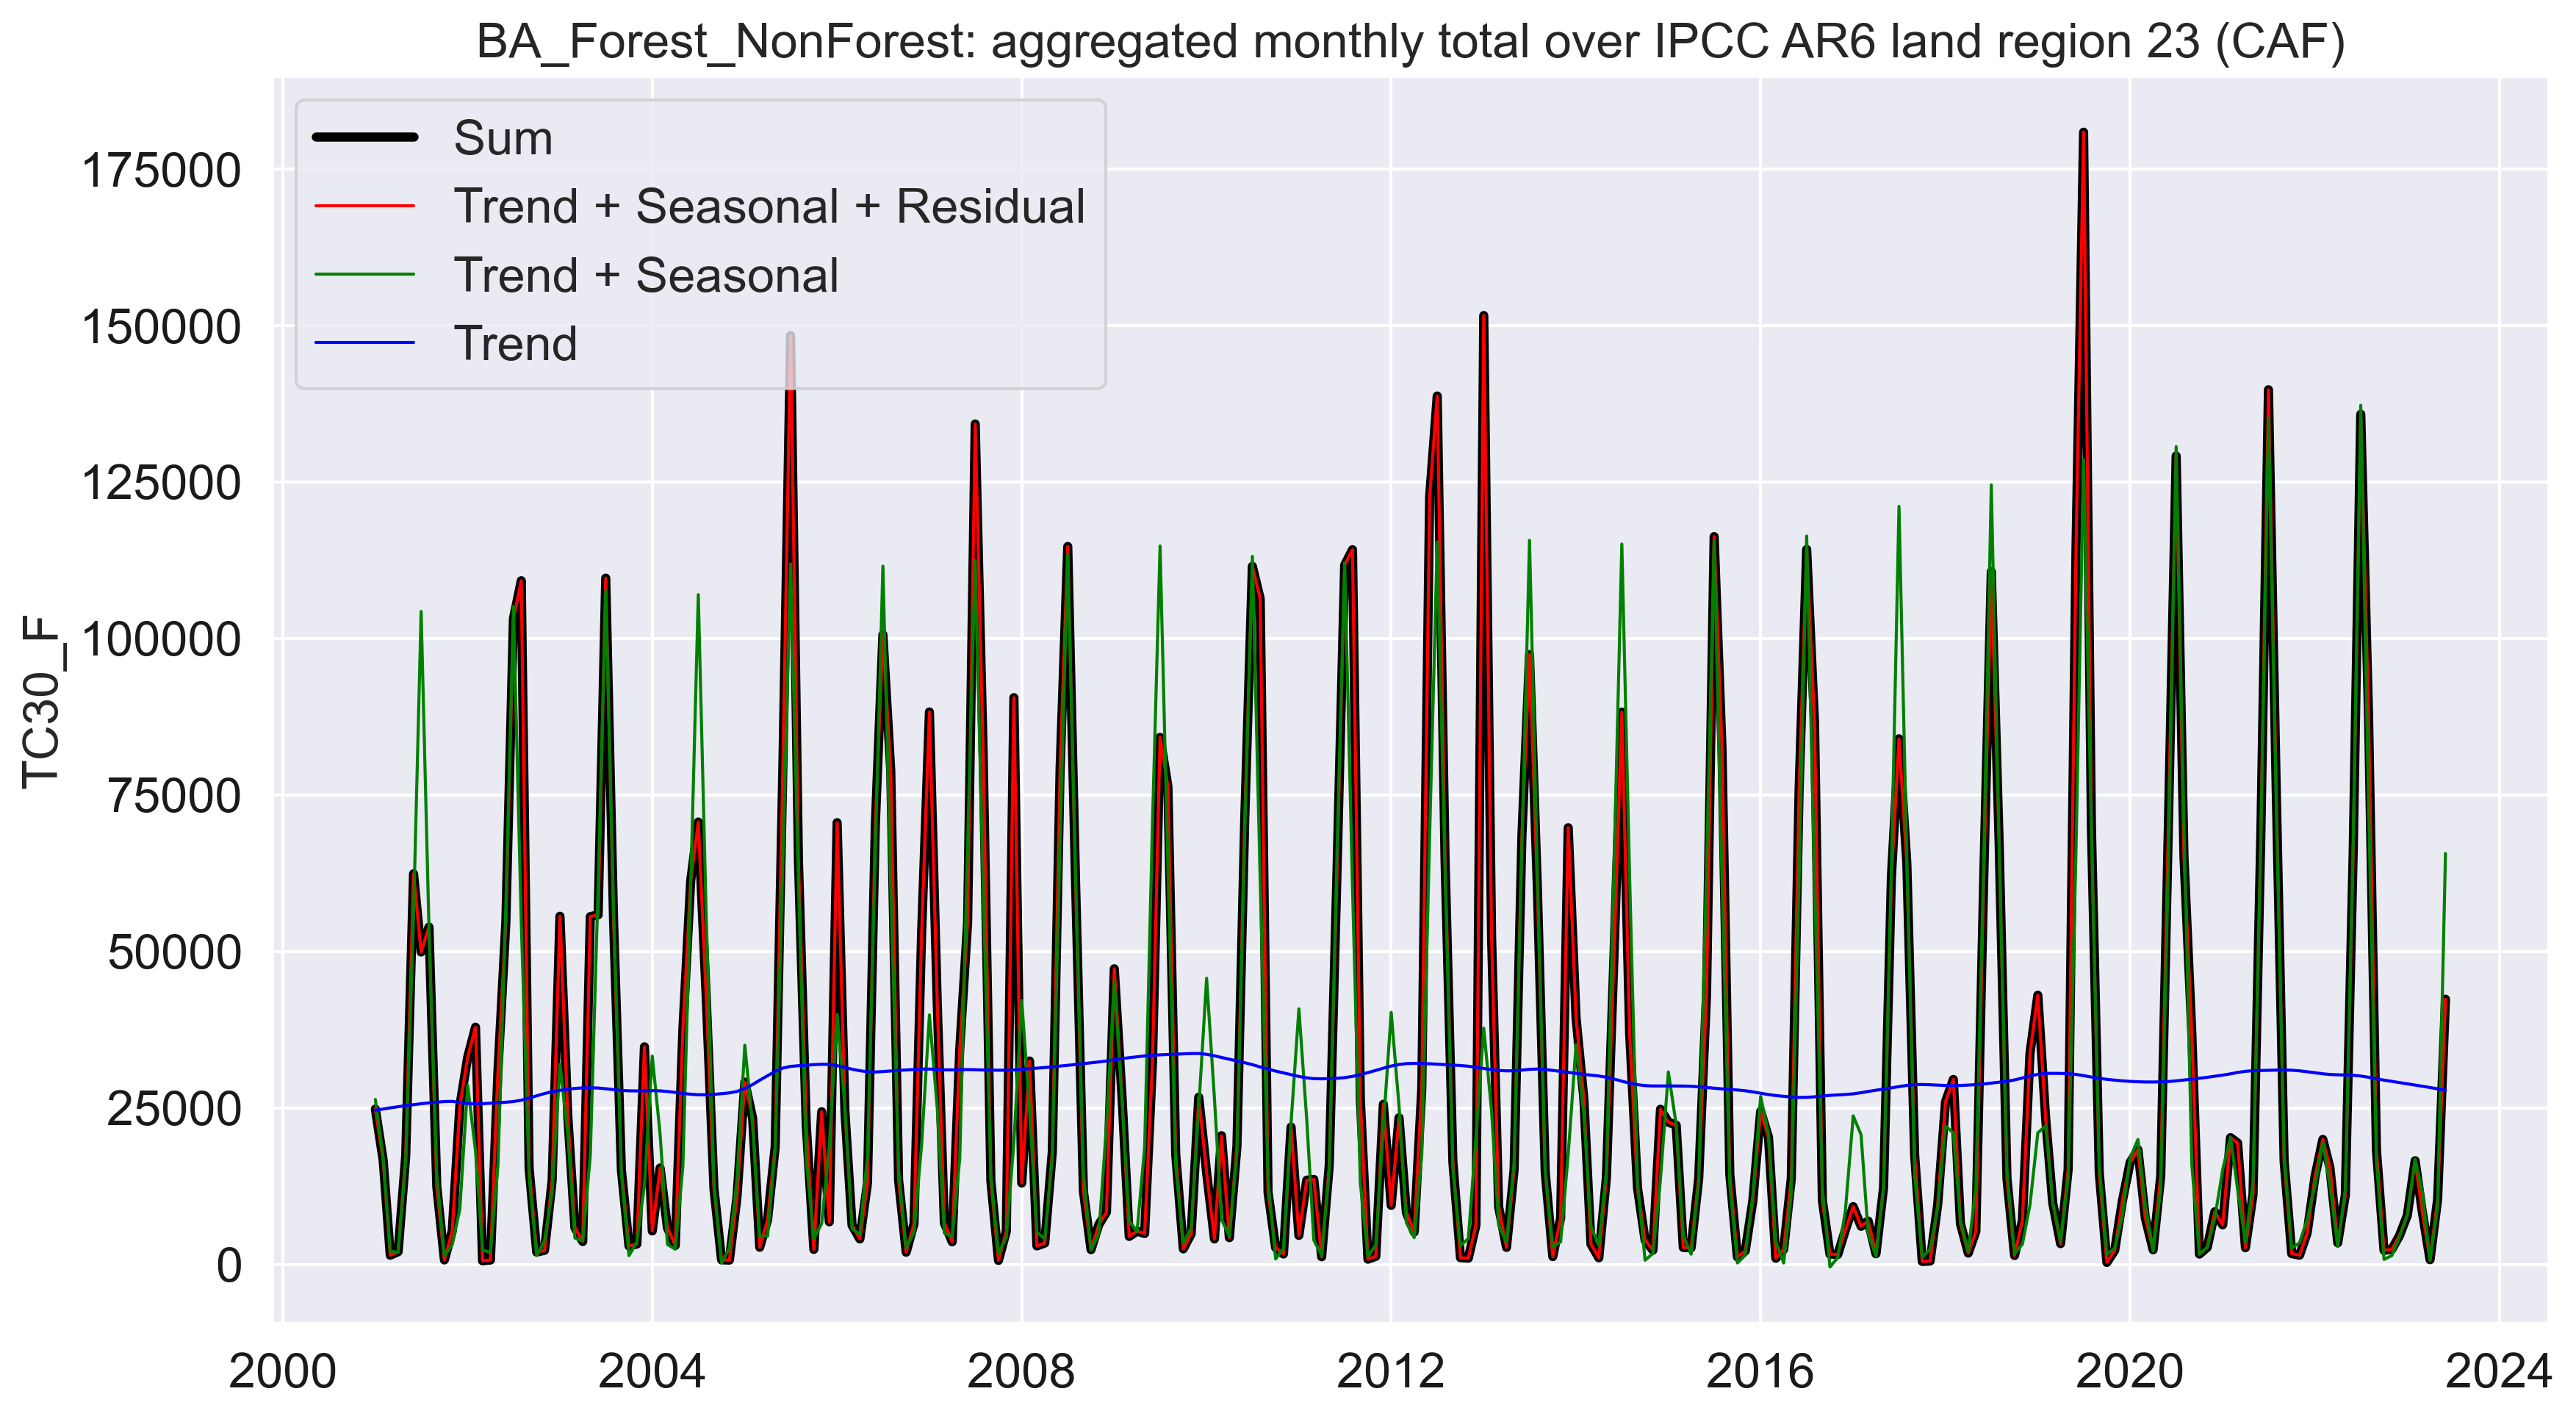 BA_Forest_NonForest: aggregated monthly total over IPCC AR6 land region 23 (CAF)
Sum
Trend + Seasonal + Residual
Trend + Seasonal
Trend
TC30_F
175000
150000
125000
100000
75000
50000
25000
0
2000 2004 2008 2012 2016 2020 2024